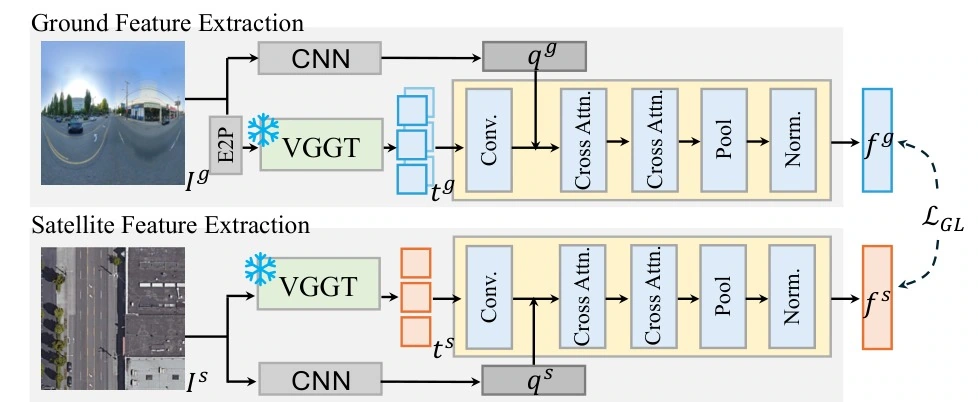 Ground Feature Extraction
CNN
q^g
E2P
VGGT
Conv.
Cross Attn.
Cross Attn.
Pool
Norm.
f^g
I^g
t^g
ℒ_GL
Satellite Feature Extraction
VGGT
Conv.
Cross Attn.
Cross Attn.
Pool
Norm.
f^s
t^s
I^s
CNN
q^s